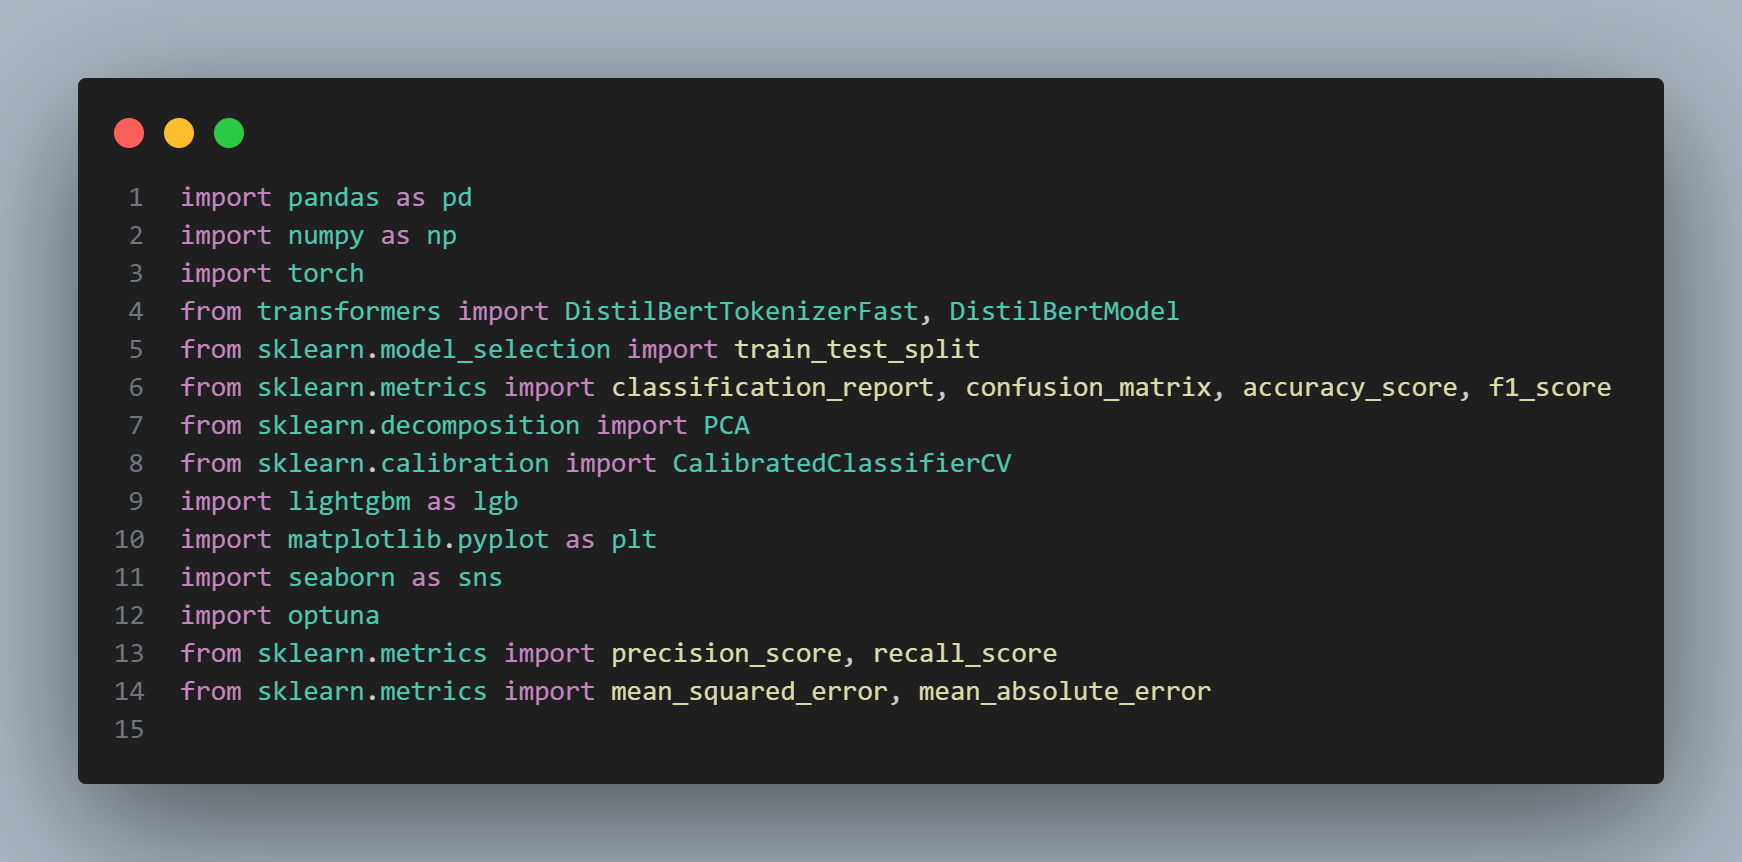 1 import pandas as pd
2 import numpy as np
3 import torch
4 from transformers import DistilBertTokenizerFast, DistilBertModel
5 from sklearn.model_selection import train_test_split
6 from sklearn.metrics import classification_report, confusion_matrix, accuracy_score, f1_score
7 from sklearn.decomposition import PCA
8 from sklearn.calibration import CalibratedClassifierCV
9 import lightgbm as lgb
10 import matplotlib.pyplot as plt
11 import seaborn as sns
12 import optuna
13 from sklearn.metrics import precision_score, recall_score
14 from sklearn.metrics import mean_squared_error, mean_absolute_error
15